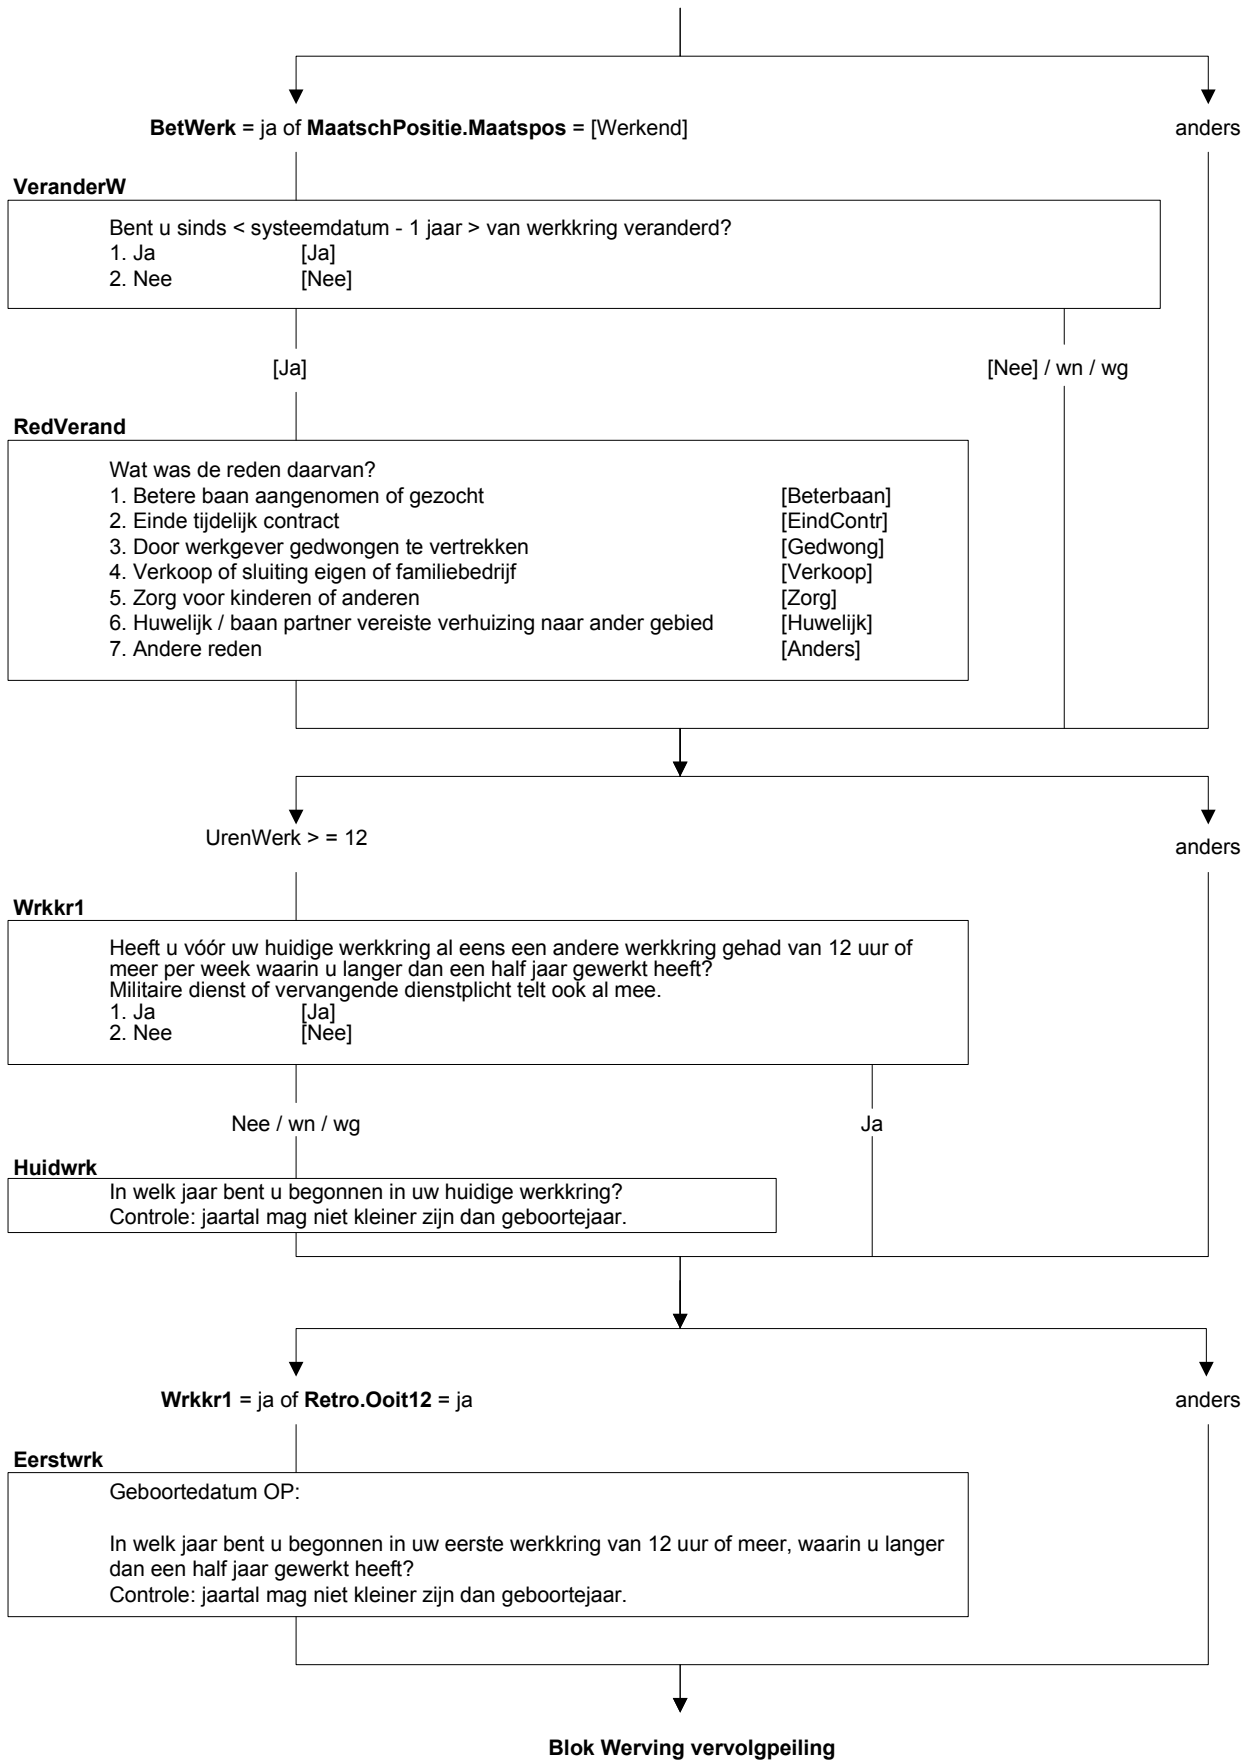 BetWerk = ja of MaatschPositie.Maatspos = [Werkend] anders
VeranderW
Bent u sinds < systeemdatum - 1 jaar > van werkkring veranderd?
1. Ja [Ja]
2. Nee [Nee]
[Ja] [Nee] / wn / wg
RedVerand
Wat was de reden daarvan?
1. Betere baan aangenomen of gezocht [Beterbaan]
2. Einde tijdelijk contract [EindContr]
3. Door werkgever gedwongen te vertrekken [Gedwong]
4. Verkoop of sluiting eigen of familiebedrijf [Verkoop]
5. Zorg voor kinderen of anderen [Zorg]
6. Huwelijk / baan partner vereiste verhuizing naar ander gebied [Huwelijk]
7. Andere reden [Anders]
UrenWerk > = 12 anders
Wrkkr1
Heeft u vóór uw huidige werkkring al eens een andere werkkring gehad van 12 uur of
meer per week waarin u langer dan een half jaar gewerkt heeft?
Militaire dienst of vervangende dienstplicht telt ook al mee.
1. Ja [Ja]
2. Nee [Nee]
Nee / wn / wg Ja
Huidwrk
In welk jaar bent u begonnen in uw huidige werkkring?
Controle: jaartal mag niet kleiner zijn dan geboortejaar.
Wrkkr1 = ja of Retro.Ooit12 = ja anders
Eerstwrk
Geboortedatum OP:
In welk jaar bent u begonnen in uw eerste werkkring van 12 uur of meer, waarin u langer
dan een half jaar gewerkt heeft?
Controle: jaartal mag niet kleiner zijn dan geboortejaar.
Blok Werving vervolgpeiling